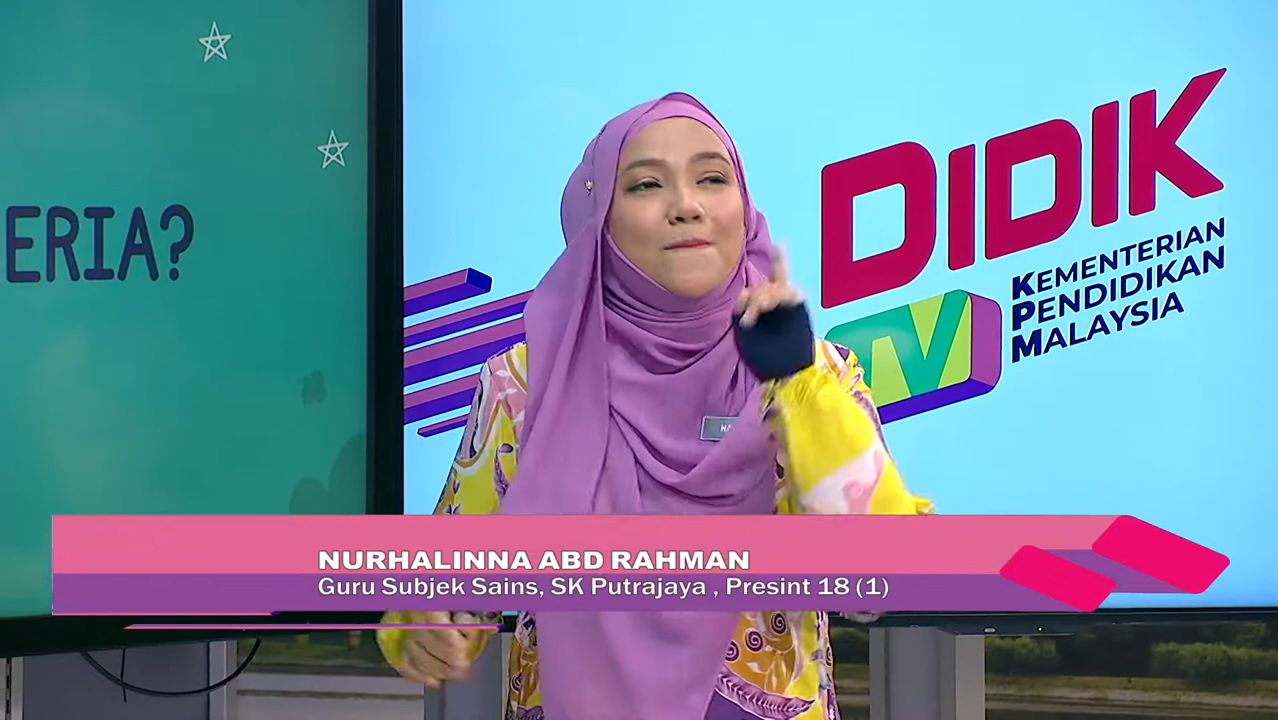 ERIA?
DIDIK
TV
KEMENTERIAN
PENDIDIKAN
MALAYSIA
NURHALINNA ABD RAHMAN
Guru Subjek Sains, SK Putrajaya , Presint 18 (1)